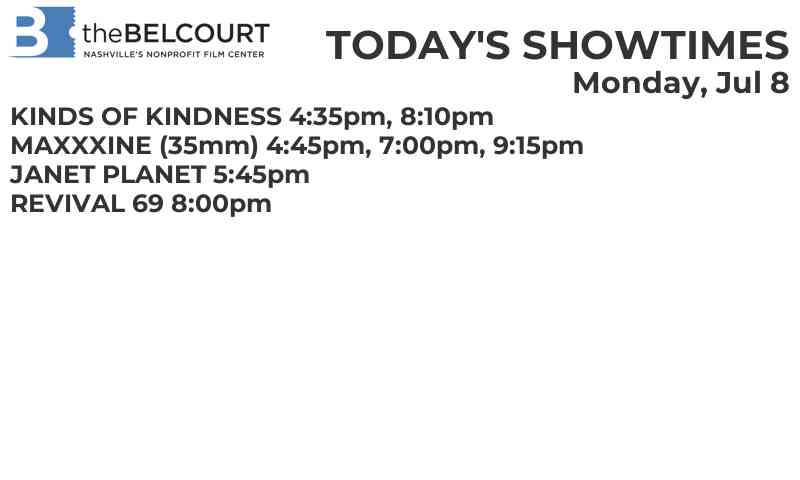 B theBELCOURT
NASHVILLE'S NONPROFIT FILM CENTER
TODAY'S SHOWTIMES
Monday, Jul 8
KINDS OF KINDNESS 4:35pm, 8:10pm
MAXXXINE (35mm) 4:45pm, 7:00pm, 9:15pm
JANET PLANET 5:45pm
REVIVAL 69 8:00pm